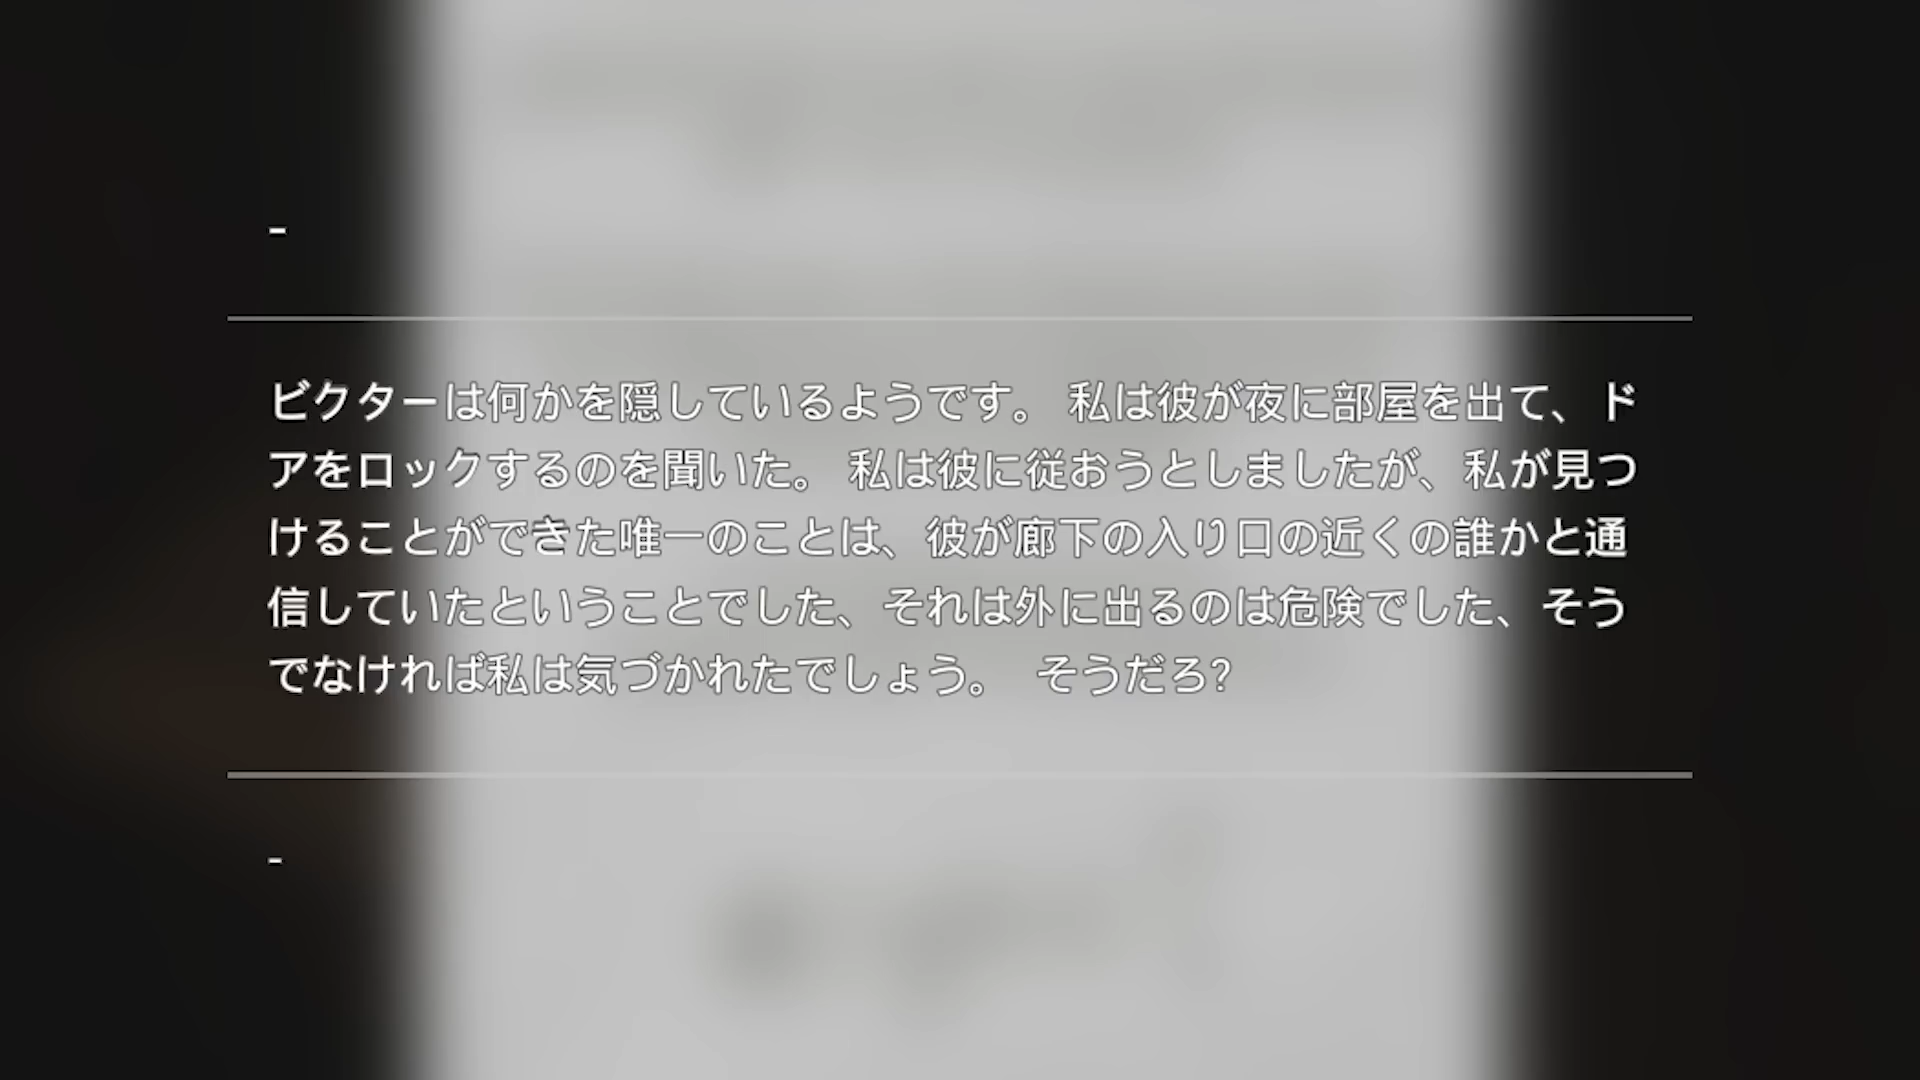 -
ビクターは何かを隠しているようです。 私は彼が夜に部屋を出て、ド
アをロックするのを聞いた。 私は彼に従おうとしましたが、私が見つ
けることができた唯一のことは、彼が廊下の入り口の近くの誰かと通
信していたということでした、それは外に出るのは危険でした、そう
でなければ私は気づかれたでしょう。 そうだろ?
-